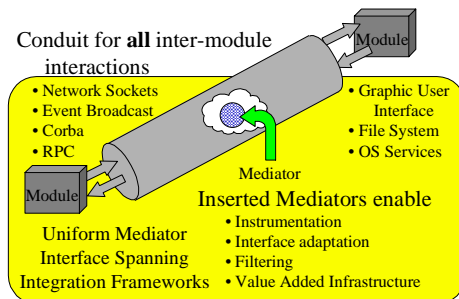 Conduit for all inter-module
interactions
• Network Sockets
• Event Broadcast
• Corba
• RPC
Module
• Graphic User
Interface
• File System
• OS Services
Mediator
Module
Uniform Mediator
Interface Spanning
Integration Frameworks
Inserted Mediators enable
• Instrumentation
• Interface adaptation
• Filtering
• Value Added Infrastructure